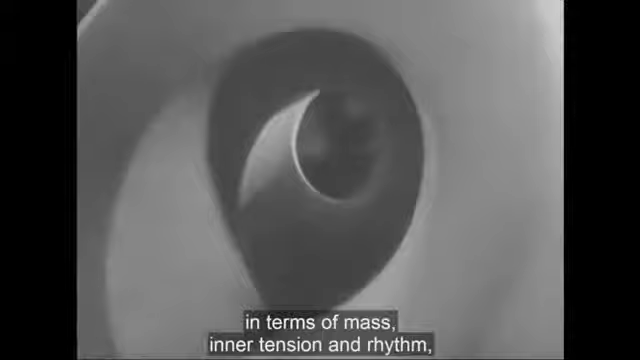 in terms of mass,
inner tension and rhythm,